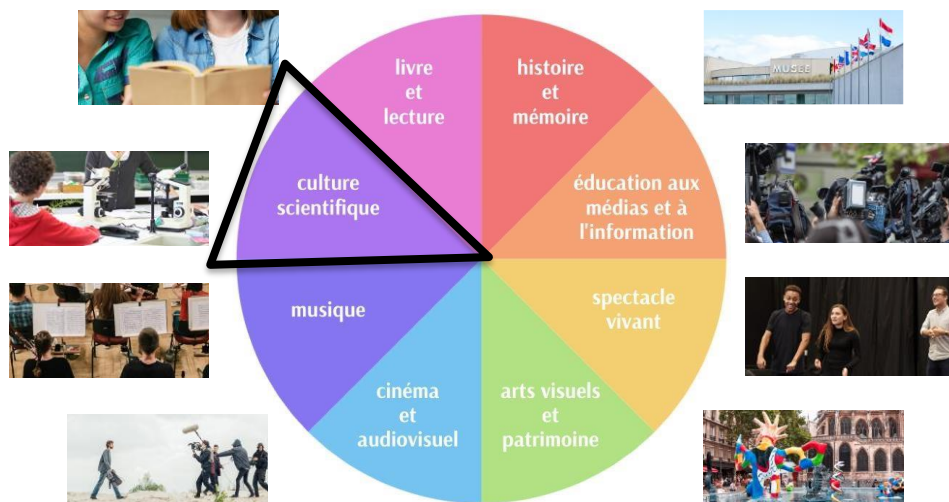 livre
et
lecture
histoire
et
mémoire
MUSÉE
culture
scientifique
éducation aux
médias et à
l'information
musique
spectacle
vivant
cinéma
et
audiovisuel
arts visuels
et
patrimoine